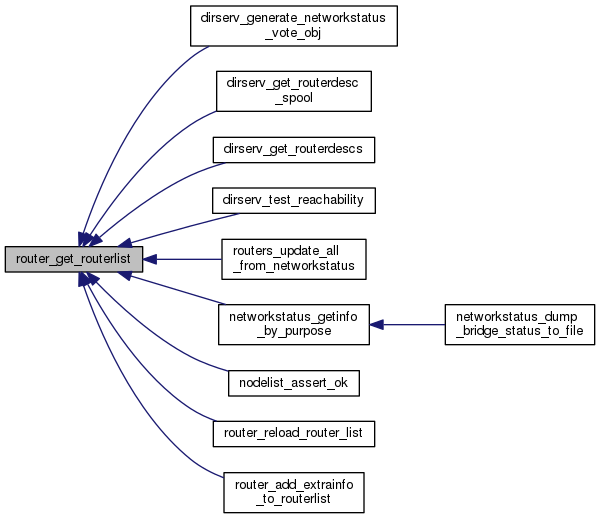 dirserv_generate_networkstatus
_vote_obj
dirserv_get_routerdesc
_spool
dirserv_get_routerdescs
dirserv_test_reachability
router_get_routerlist
routers_update_all
_from_networkstatus
networkstatus_getinfo
_by_purpose
networkstatus_dump
_bridge_status_to_file
nodelist_assert_ok
router_reload_router_list
router_add_extrainfo
_to_routerlist